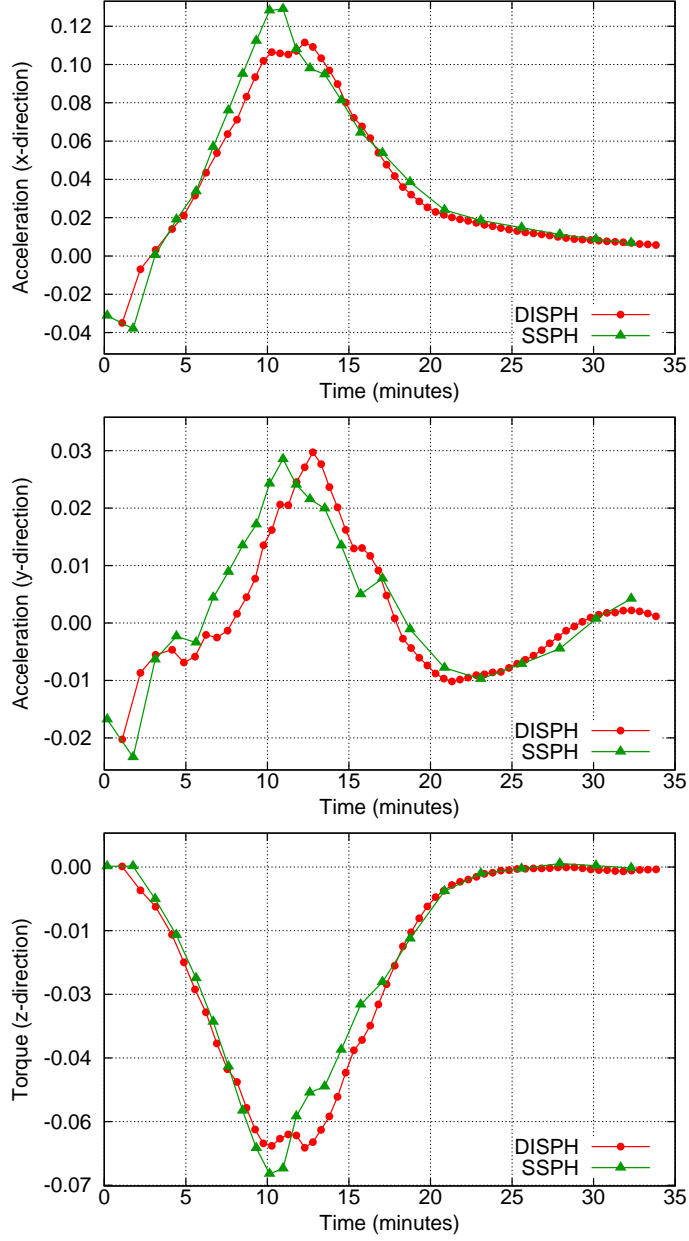 0.12
0.10
0.08
0.06
0.04
0.02
0.00
-0.02
-0.04
Acceleration (x-direction)
DISPH
SSPH
0 5 10 15 20 25 30 35
Time (minutes)
0.03
0.02
0.01
0.00
-0.01
-0.02
Acceleration (y-direction)
DISPH
SSPH
0 5 10 15 20 25 30 35
Time (minutes)
0.00
-0.01
-0.03
-0.04
-0.06
-0.07
Torque (z-direction)
DISPH
SSPH
0 5 10 15 20 25 30 35
Time (minutes)